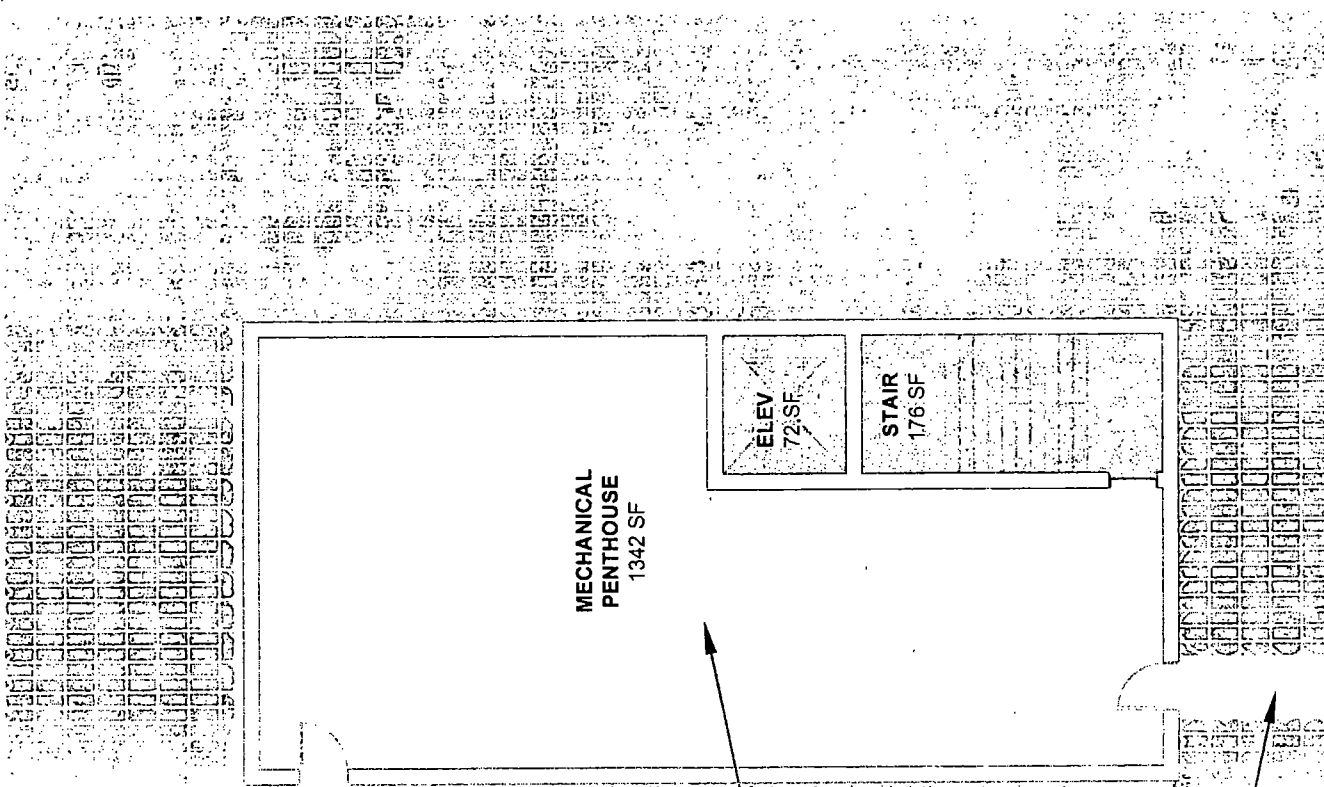 MECHANICAL
PENTHOUSE
1342 SF
ELEV
72 SF
STAIR
176 SF